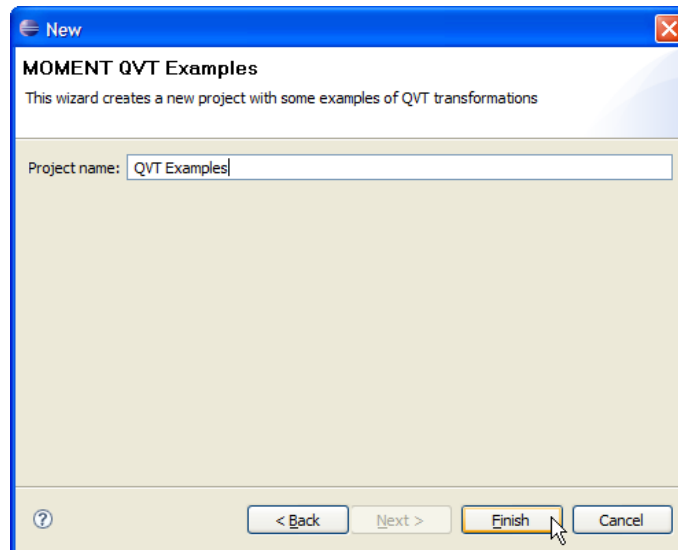 New
MOMENT QVT Examples
This wizard creates a new project with some examples of QVT transformations
Project name: QVT Examples
? < Back Next > Finish Cancel